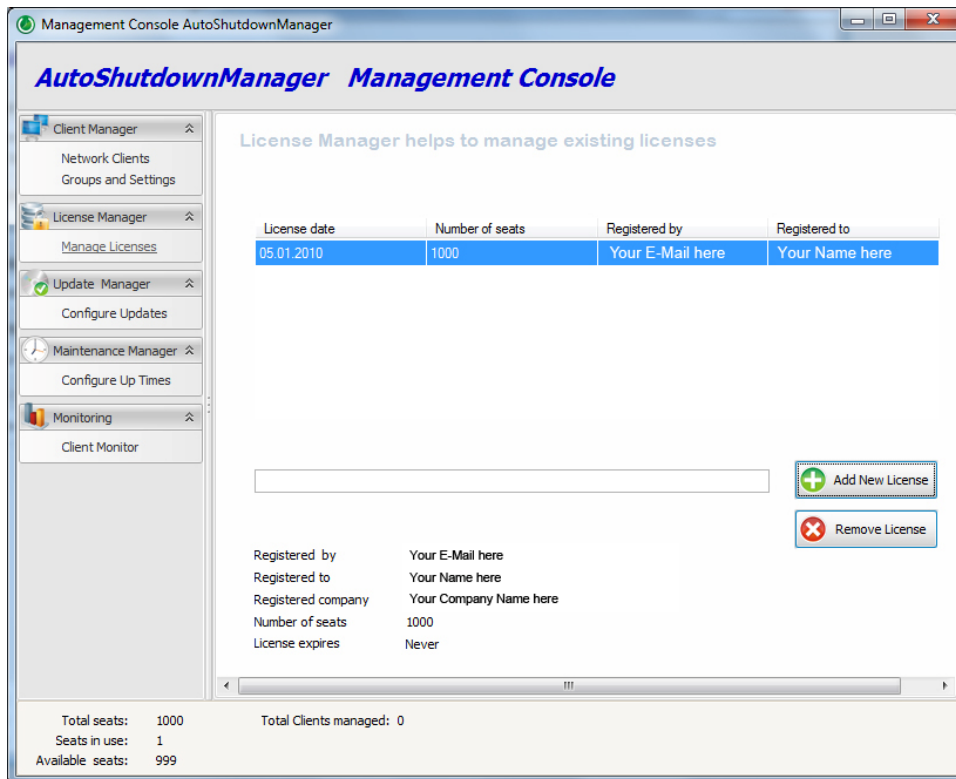 Management Console AutoShutdownManager
AutoShutdownManager Management Console
Client Manager
Network Clients
Groups and Settings
License Manager
Manage Licenses
Update Manager
Configure Updates
Maintenance Manager
Configure Up Times
Monitoring
Client Monitor
License Manager helps to manage existing licenses
License date Number of seats Registered by Registered to
05.01.2010 1000 Your E-Mail here Your Name here
Add New License
Remove License
Registered by Your E-Mail here
Registered to Your Name here
Registered company Your Company Name here
Number of seats 1000
License expires Never
Total seats: 1000 Total Clients managed: 0
Seats in use: 1
Available seats: 999